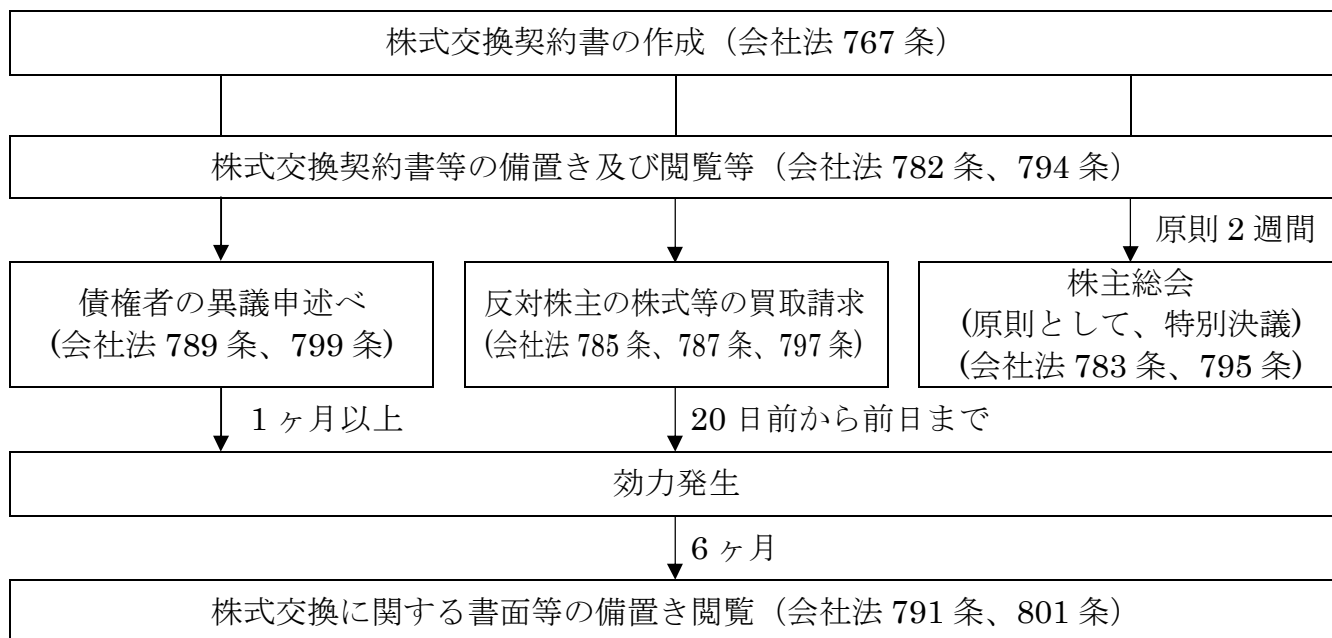 株式交換契約書の作成（会社法 767 条）
株式交換契約書等の備置き及び閲覧等（会社法 782 条、794 条）
原則 2 週間
債権者の異議申述べ
(会社法 789 条、799 条)
反対株主の株式等の買取請求
(会社法 785 条、787 条、797 条)
株主総会
(原則として、特別決議)
(会社法 783 条、795 条)
1 ヶ月以上
20 日前から前日まで
効力発生
6 ヶ月
株式交換に関する書面等の備置き閲覧（会社法 791 条、801 条）